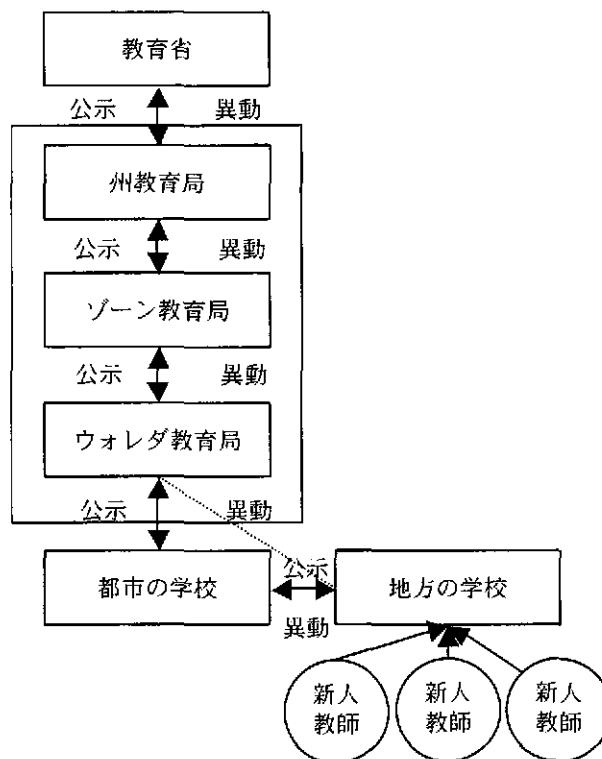 教育省
公示 異動
州教育局
公示 異動
ゾーン教育局
公示 異動
ウォレダ教育局
公示 異動
都市の学校
公示
異動
地方の学校
新人
教師
新人
教師
新人
教師